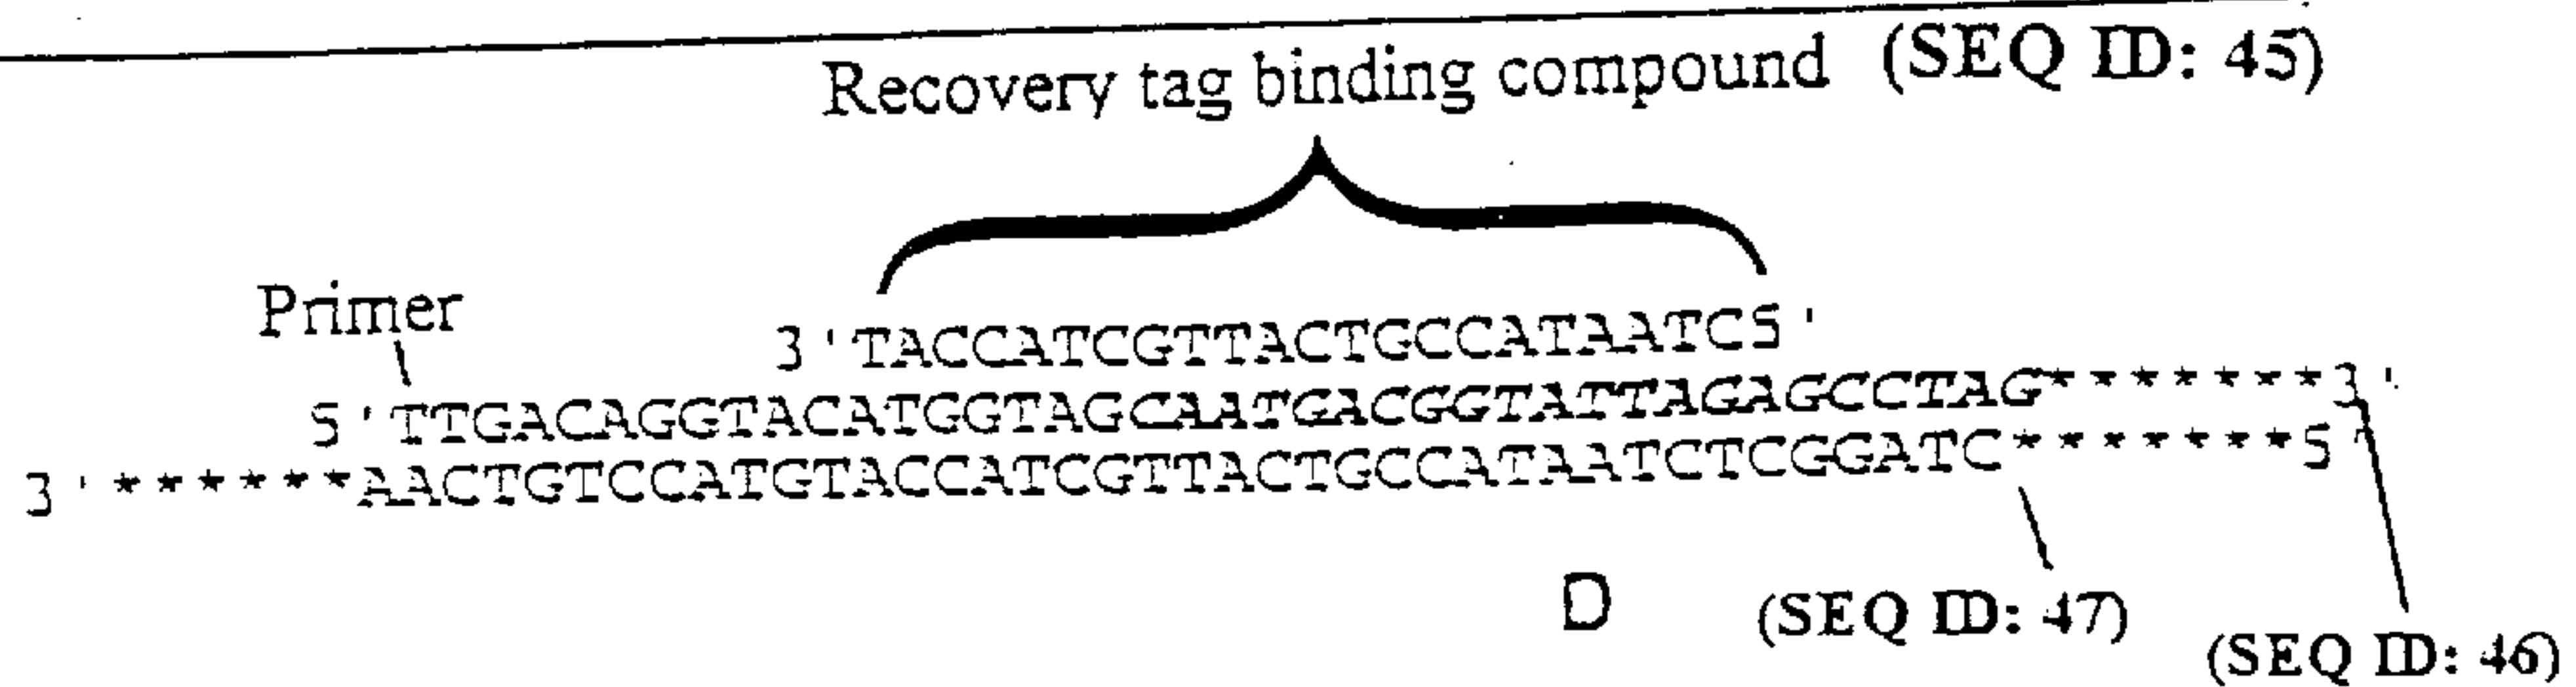 Recovery tag binding compound (SEQ ID: 45)
Primer
3'TACCATCGTTACTGCCATAATC5'
5'TTGACAGGTACATGGTAGCAATGACGGTATTAGAGCCTAG*******3'
3'******AACTGTCCATGTACCATCGTTACTGCCATAATCTCGGATC*******5'
D (SEQ ID: 47)
(SEQ ID: 46)